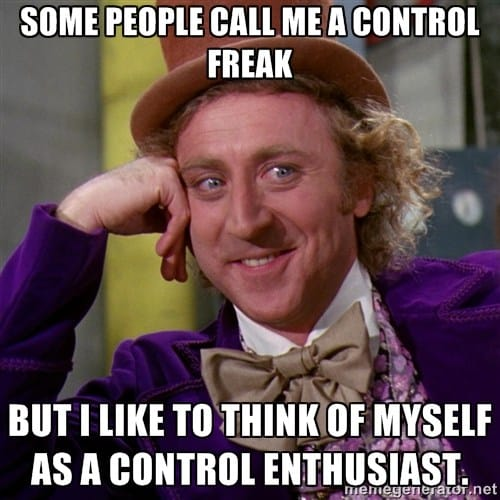 SOME PEOPLE CALL ME A CONTROL
FREAK
BUT I LIKE TO THINK OF MYSELF
AS A CONTROL ENTHUSIAST.
memegenerator.net